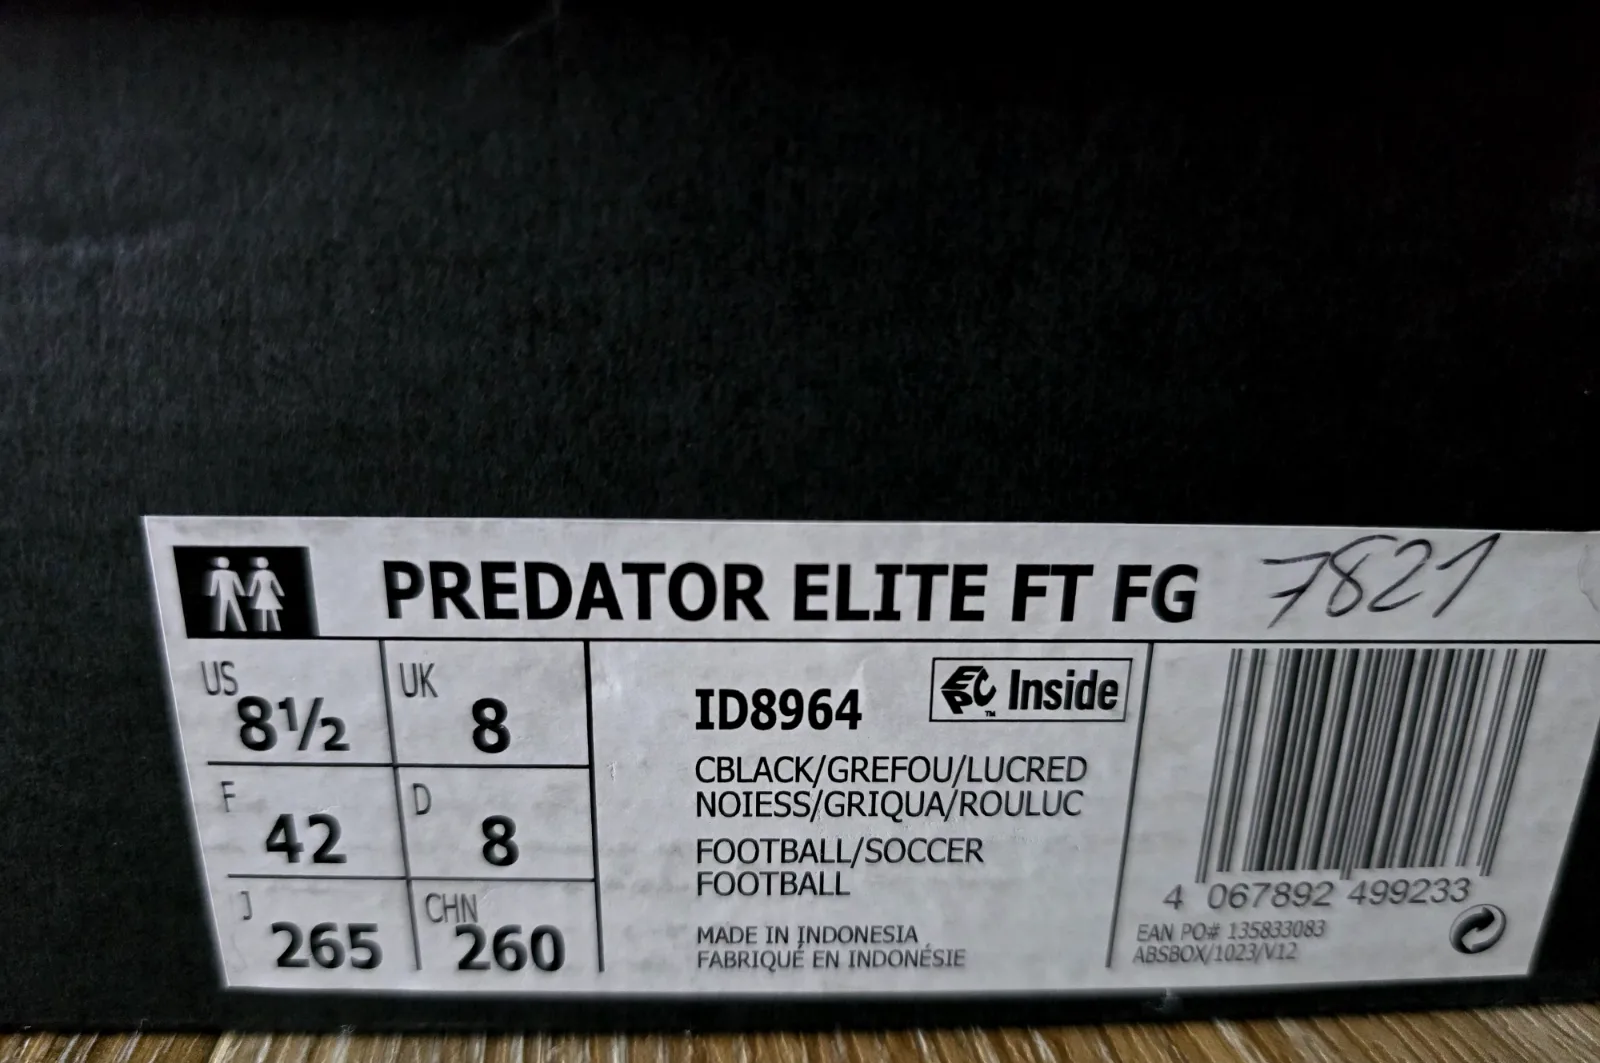 PREDATOR ELITE FT FG 7821
US 8½ UK 8
F 42 D 8
J 265 CHN 260
ID8964
EPC™ Inside
CBLACK/GREFOU/LUCRED
NOIESS/GRIQUA/ROULUC
FOOTBALL/SOCCER
FOOTBALL
MADE IN INDONESIA
FABRIQUÉ EN INDONÉSIE
4 067892 499233
EAN PO# 135833083
ABSBOX/1023/V12